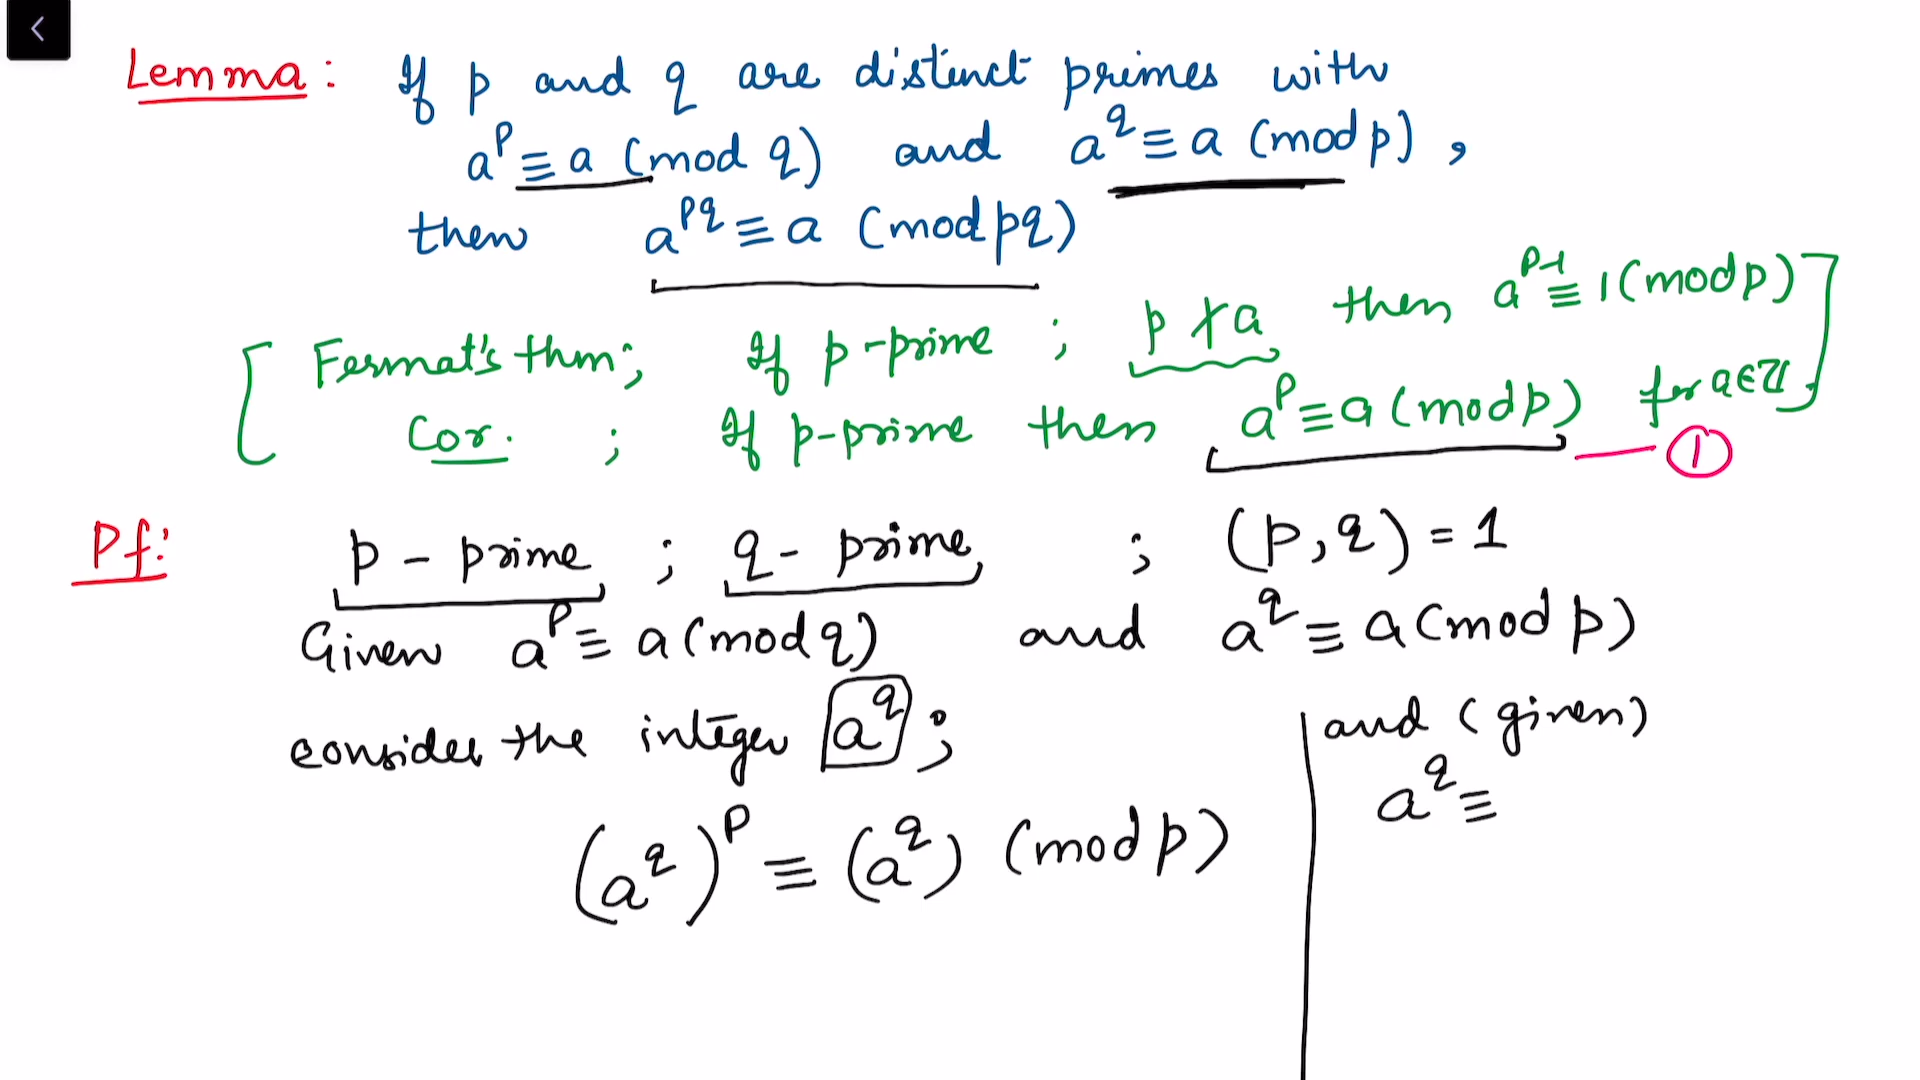 Lemma: If p and q are distinct primes with
a^p ≡ a (mod q) and a^q ≡ a (mod p),
then a^pq ≡ a (mod pq)
[ Fermat's thm; If p-prime ; p ∤ a then a^p-1 ≡ 1 (mod p)
Cor. ; If p-prime then a^p ≡ a (mod p) for a ∈ ℤ ] — ①
Pf: p - prime ; q - prime ; (p, q) = 1
Given a^p ≡ a (mod q) and a^q ≡ a (mod p)
consider the integer a^q ;
(a^q)^p ≡ (a^q) (mod p)
and (given)
a^q ≡